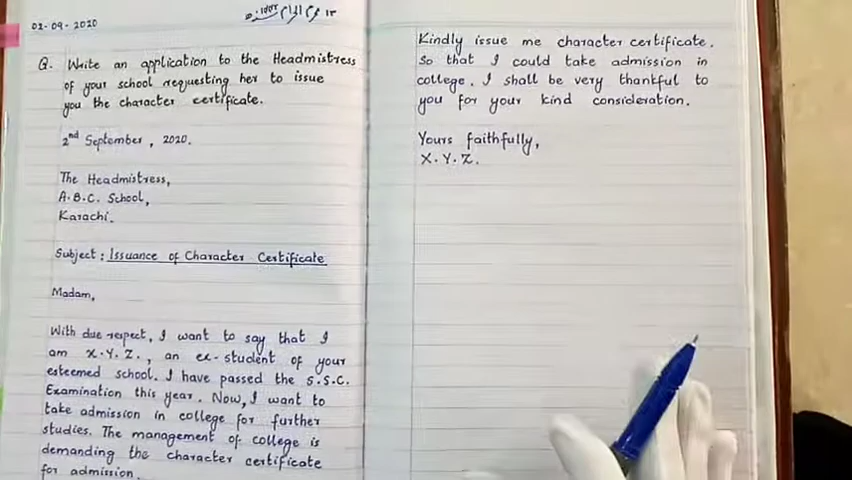 02-09-2020
Q. Write an application to the Headmistress
of your school requesting her to issue
you the character certificate.
2nd September, 2020.
The Headmistress,
A.B.C. School,
Karachi.
Subject: Issuance of Character Certificate
Madam,
With due respect, I want to say that I
am X.Y.Z., an ex-student of your
esteemed school. I have passed the S.S.C.
Examination this year. Now, I want to
take admission in college for further
studies. The management of college is
demanding the character certificate
for admission.
Kindly issue me character certificate.
So that I could take admission in
college. I shall be very thankful to
you for your kind consideration.
Yours faithfully,
X.Y.Z.